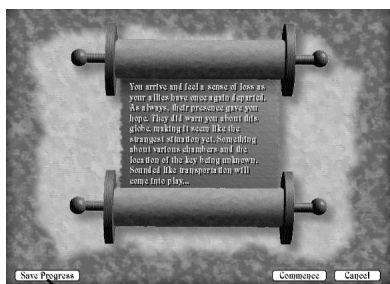 You arrive and feel a sense of loss as
your allies have once again departed.
As always, their presence gave you
hope. They did warn you about this
globe, making it seem like the
strangest situation yet. Something
about various chambers and the
location of the key being unknown.
Sounded like transportation will
come into play...
Save Progress
Commence
Cancel